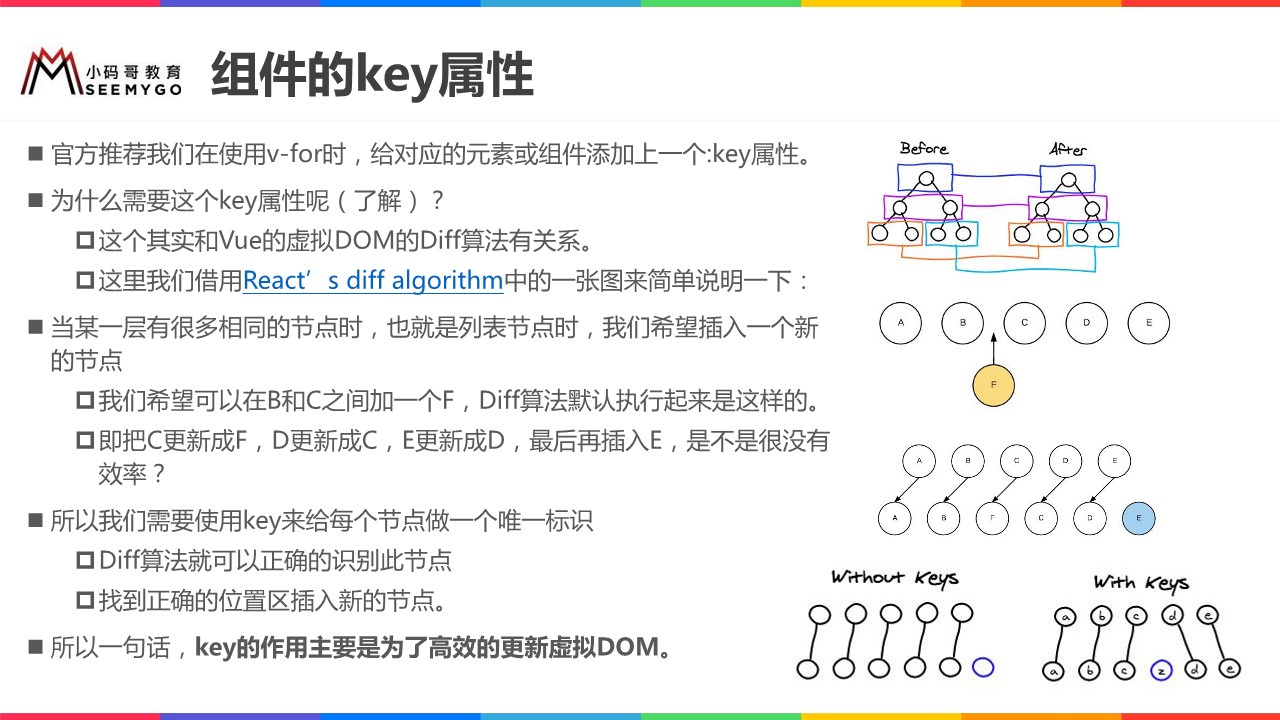 小码哥教育
SEEMYGO
组件的key属性
官方推荐我们在使用v-for时，给对应的元素或组件添加上一个:key属性。
为什么需要这个key属性呢（了解）？
这个其实和Vue的虚拟DOM的Diff算法有关系。
这里我们借用React’s diff algorithm中的一张图来简单说明一下：
当某一层有很多相同的节点时，也就是列表节点时，我们希望插入一个新
的节点
我们希望可以在B和C之间加一个F，Diff算法默认执行起来是这样的。
即把C更新成F，D更新成C，E更新成D，最后再插入E，是不是很没有
效率？
所以我们需要使用key来给每个节点做一个唯一标识
Diff算法就可以正确的识别此节点
找到正确的位置区插入新的节点。
所以一句话，key的作用主要是为了高效的更新虚拟DOM。
Before After
A B C D E
F
A B C D E
A B F C D E
Without Keys
With Keys
a b c d e
a b c z d e